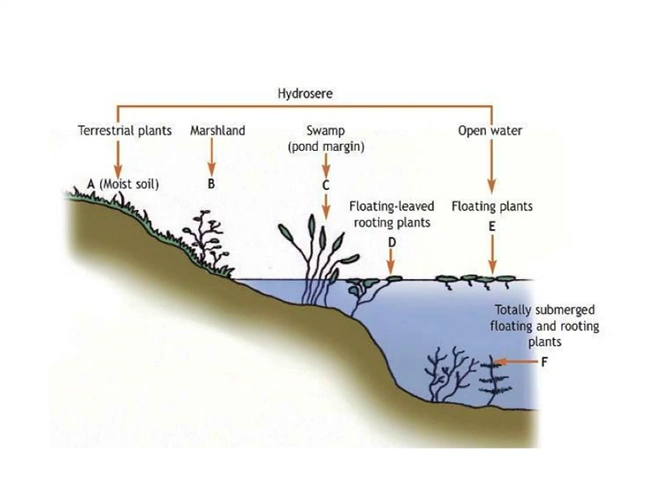 Hydrosere
Terrestrial plants
Marshland
Swamp
(pond margin)
Open water
A (Moist soil)
B
C
Floating-leaved
rooting plants
D
Floating plants
E
Totally submerged
floating and rooting
plants
F